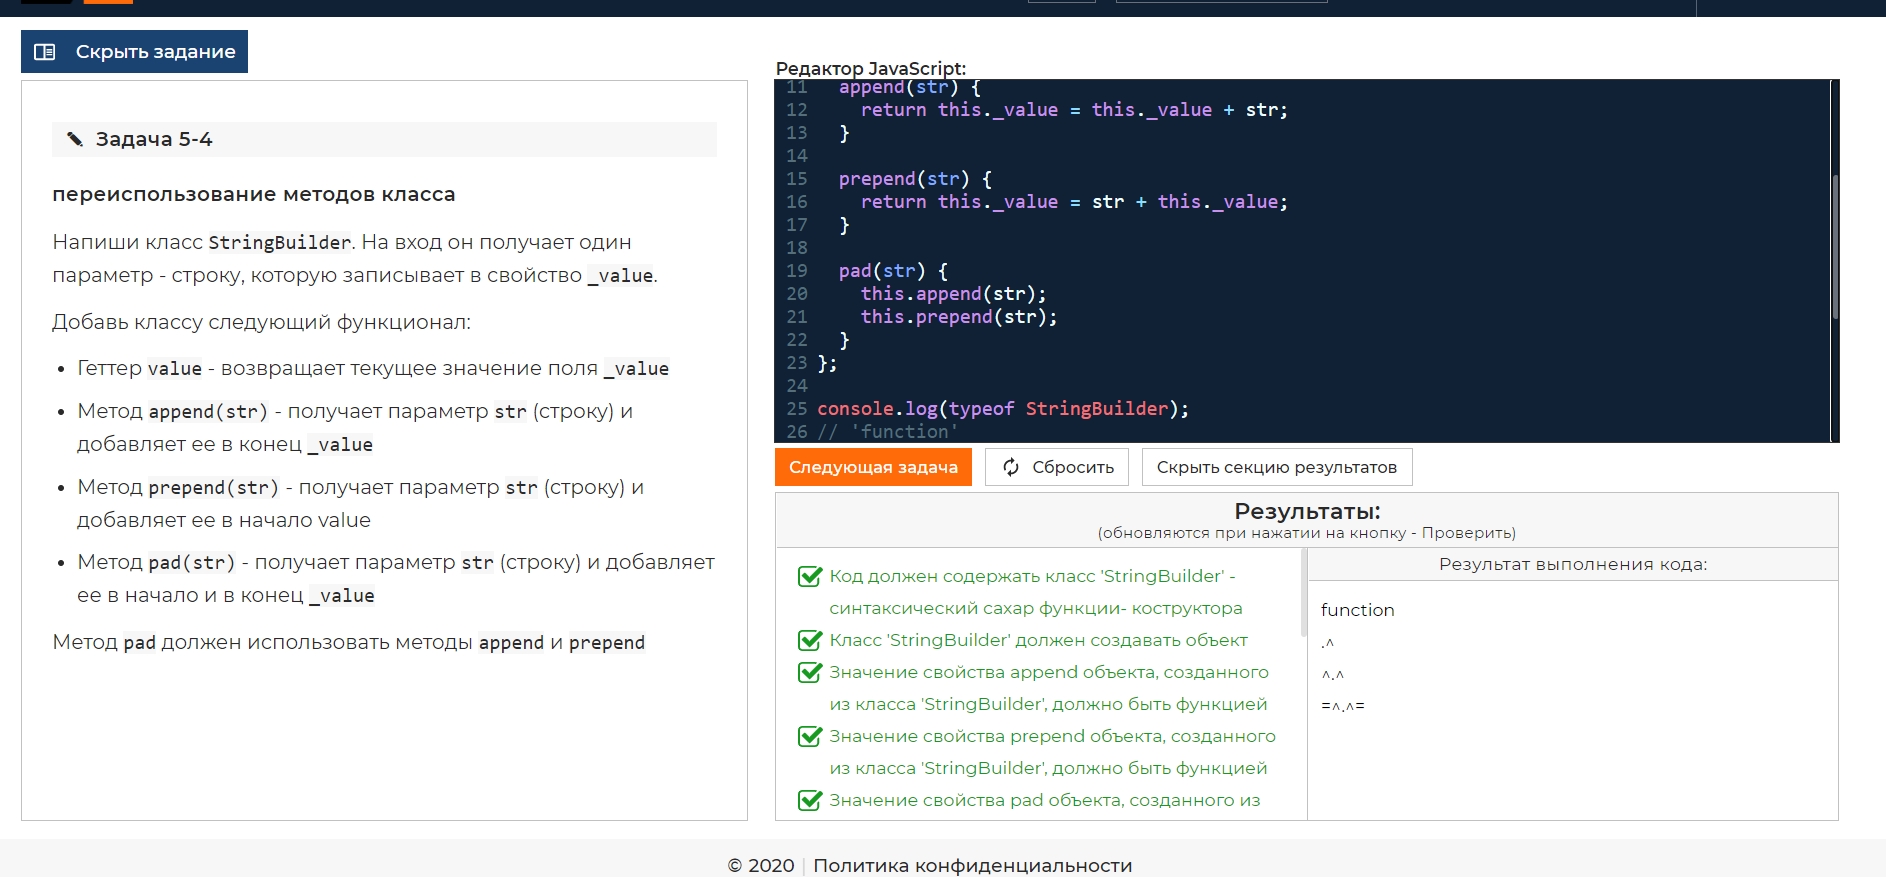 Скрыть задание
Задача 5-4
переиспользование методов класса
Напиши класс StringBuilder. На вход он получает один
параметр - строку, которую записывает в свойство _value.
Добавь классу следующий функционал:
• Геттер value - возвращает текущее значение поля _value
• Метод append(str) - получает параметр str (строку) и
добавляет ее в конец _value
• Метод prepend(str) - получает параметр str (строку) и
добавляет ее в начало value
• Метод pad(str) - получает параметр str (строку) и добавляет
ее в начало и в конец _value
Метод pad должен использовать методы append и prepend
Редактор JavaScript:
11 append(str) {
12 return this._value = this._value + str;
13 }
14
15 prepend(str) {
16 return this._value = str + this._value;
17 }
18
19 pad(str) {
20 this.append(str);
21 this.prepend(str);
22 }
23 };
24
25 console.log(typeof StringBuilder);
26 // 'function'
Следующая задача Сбросить Скрыть секцию результатов
Результаты:
(обновляются при нажатии на кнопку - Проверить)
Код должен содержать класс 'StringBuilder' -
синтаксический сахар функции- коструктора
Класс 'StringBuilder' должен создавать объект
Значение свойства append объекта, созданного
из класса 'StringBuilder', должно быть функцией
Значение свойства prepend объекта, созданного
из класса 'StringBuilder', должно быть функцией
Значение свойства pad объекта, созданного из
Результат выполнения кода:
function
.^
^.^
=^.^=
© 2020 | Политика конфиденциальности